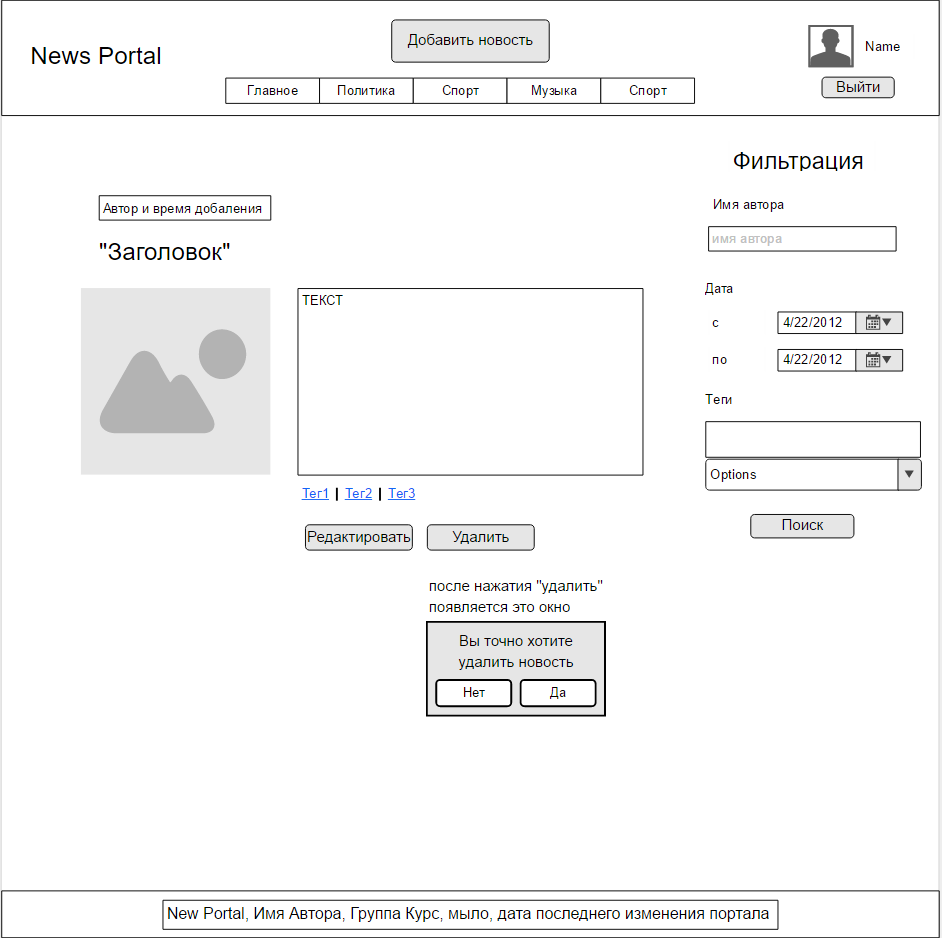 Добавить новость
News Portal
Name
Выйти
Главное Политика Спорт Музыка Спорт
Автор и время добаления
"Заголовок"
ТЕКСТ
Тег1 | Тег2 | Тег3
Редактировать Удалить
после нажатия "удалить"
появляется это окно
Вы точно хотите
удалить новость
Нет Да
Фильтрация
Имя автора
имя автора
Дата
с 4/22/2012
по 4/22/2012
Теги
Options
Поиск
New Portal, Имя Автора, Группа Курс, мыло, дата последнего изменения портала